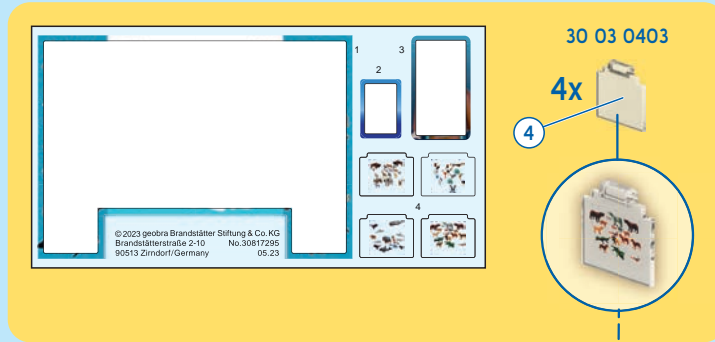 1
2
3
4
© 2023 geobra Brandstätter Stiftung & Co. KG
Brandstätterstraße 2-10 No.30817295
90513 Zirndorf/Germany 05.23
30 03 0403
4x
4